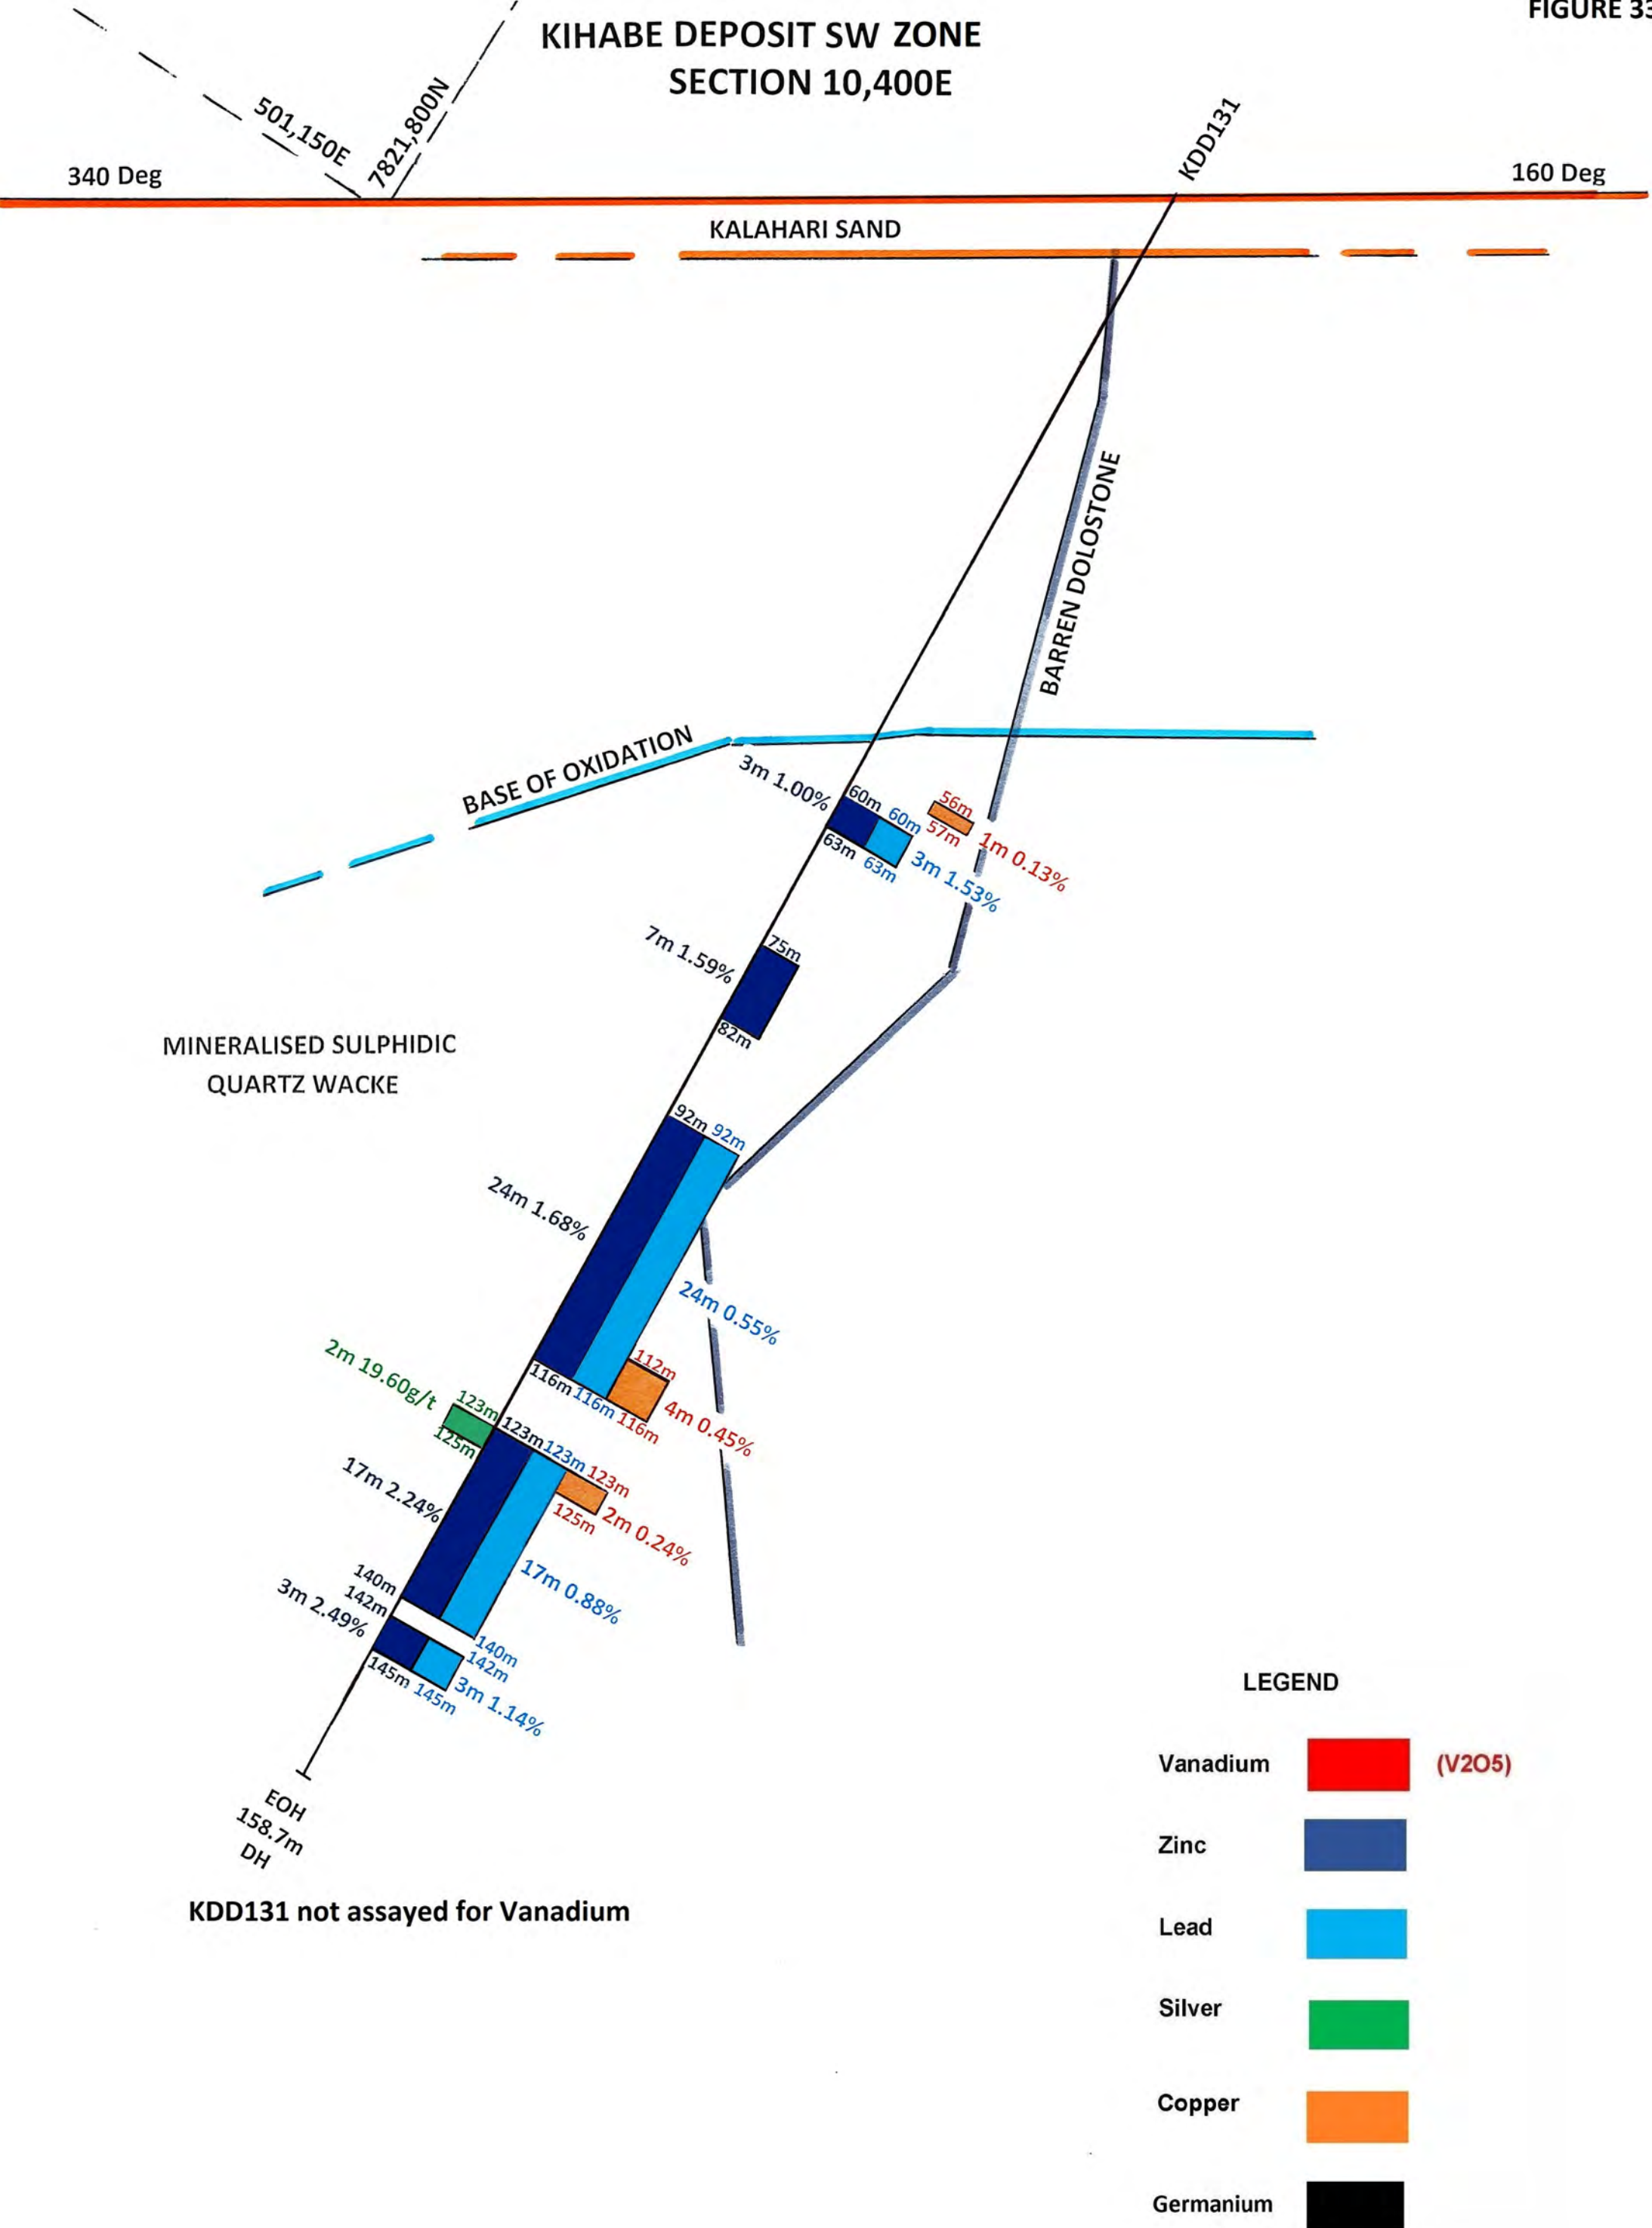 FIGURE 33
KIHABE DEPOSIT SW ZONE
SECTION 10,400E
501,150E
7821,800N
KDD131
340 Deg
160 Deg
KALAHARI SAND
BARREN DOLOSTONE
BASE OF OXIDATION
3m 1.00%
60m
60m
63m
63m
3m 1.53%
56m
57m
1m 0.13%
7m 1.59%
75m
82m
MINERALISED SULPHIDIC
QUARTZ WACKE
92m
92m
24m 1.68%
24m 0.55%
116m
116m
112m
116m
4m 0.45%
2m 19.60g/t
123m
125m
123m
123m
123m
125m
2m 0.24%
17m 2.24%
17m 0.88%
140m
142m
140m
142m
3m 2.49%
145m
145m
3m 1.14%
EOH
158.7m
DH
KDD131 not assayed for Vanadium
LEGEND
Vanadium
(V2O5)
Zinc
Lead
Silver
Copper
Germanium